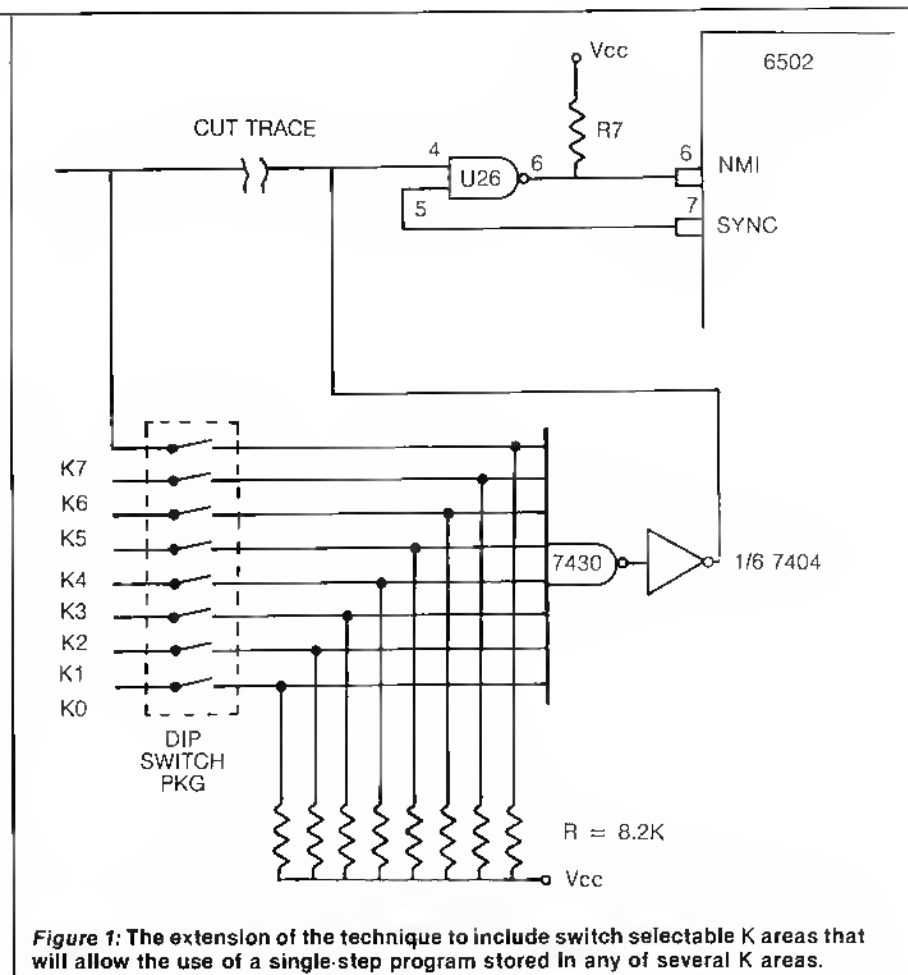 Vcc
6502
CUT TRACE
R7
4
U26
6
6
NMI
5
7
SYNC
K7
K6
K5
K4
K3
K2
K1
K0
7430
1/6 7404
DIP
SWITCH
PKG
R = 8.2K
Vcc
Figure 1: The extension of the technique to include switch selectable K areas that
will allow the use of a single-step program stored in any of several K areas.